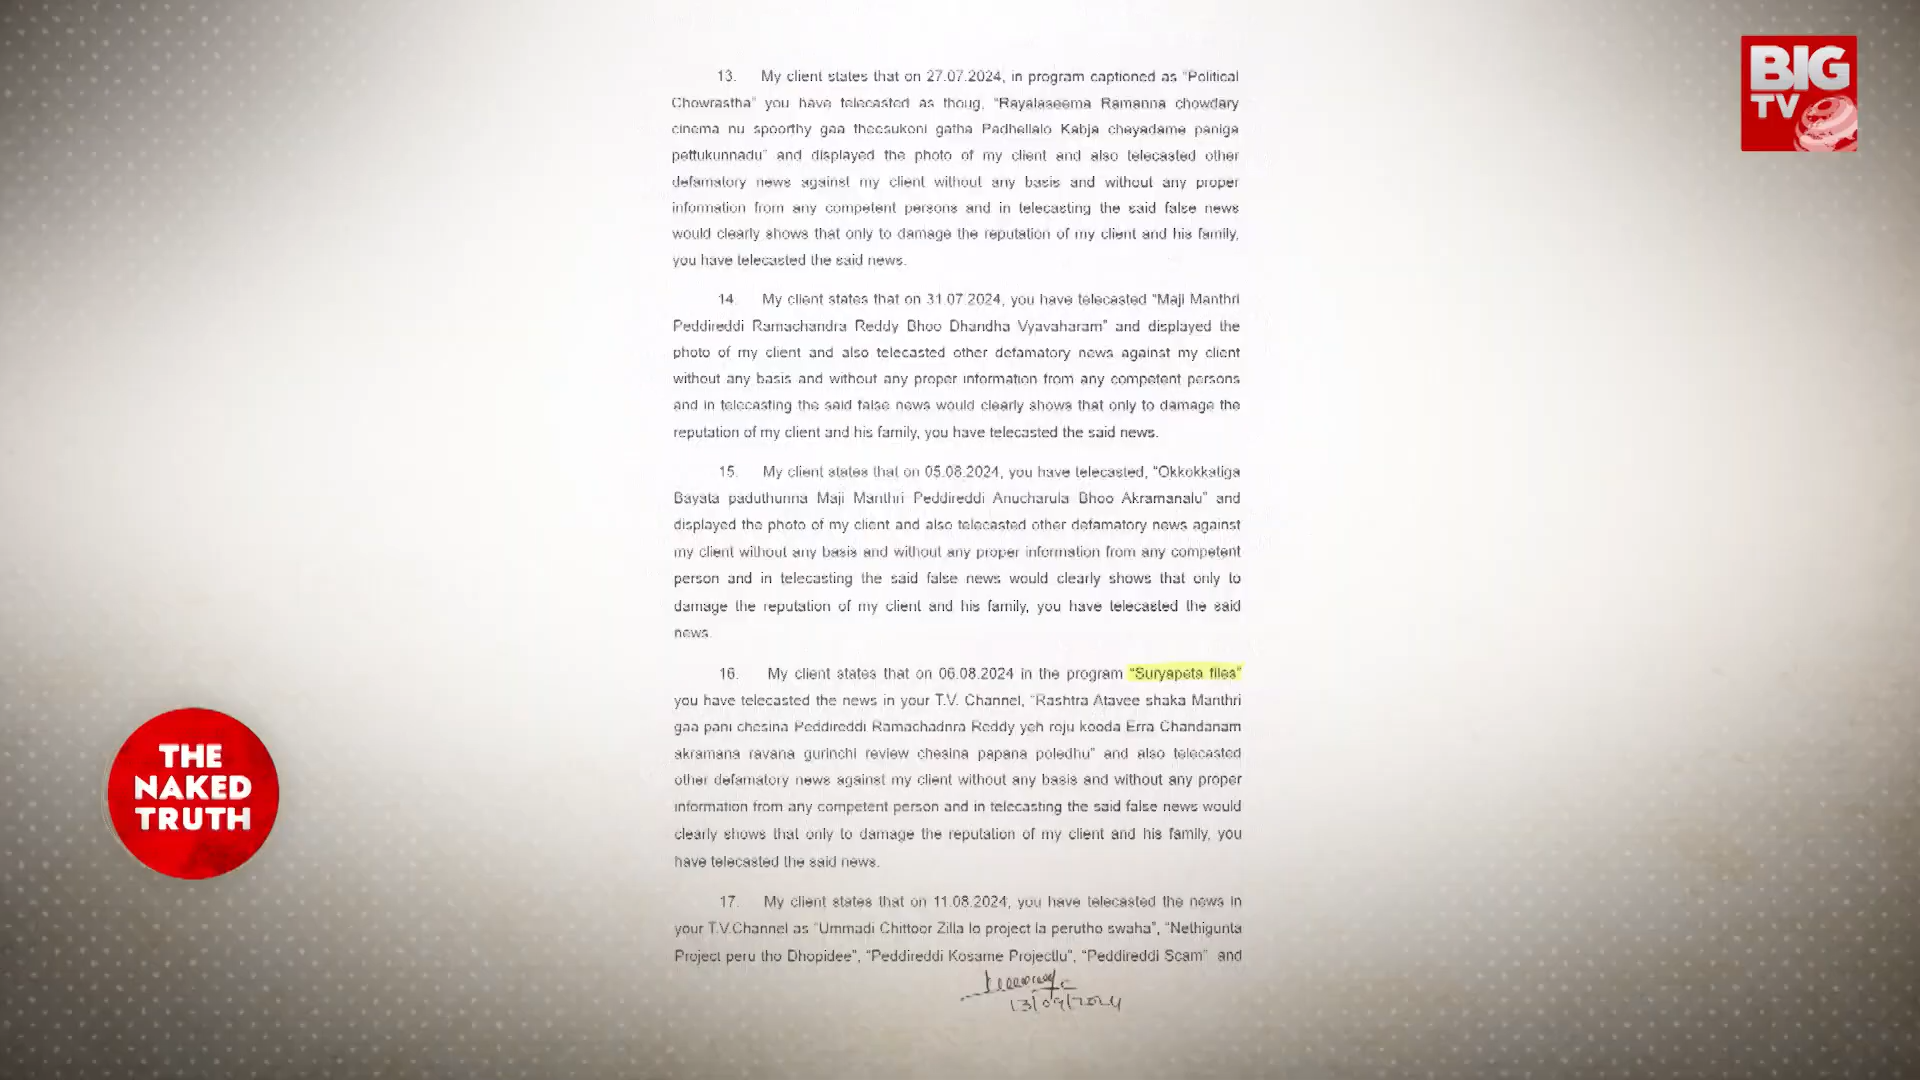 BIG
TV
13. My client states that on 27.07.2024, in program captioned as “Political
Chowrastha” you have telecasted as thoug, “Rayalaseema Ramanna chowdary
cinema nu spoorthy gaa theesukoni gatha Padhellalo Kabja cheyadame paniga
pettukunnadu” and displayed the photo of my client and also telecasted other
defamatory news against my client without any basis and without any proper
information from any competent persons and in telecasting the said false news
would clearly shows that only to damage the reputation of my client and his family,
you have telecasted the said news.
14. My client states that on 31.07.2024, you have telecasted “Maji Manthri
Peddireddi Ramachandra Reddy Bhoo Dhandha Vyavaharam” and displayed the
photo of my client and also telecasted other defamatory news against my client
without any basis and without any proper information from any competent persons
and in telecasting the said false news would clearly shows that only to damage the
reputation of my client and his family, you have telecasted the said news.
15. My client states that on 05.08.2024, you have telecasted, “Okkokkatiga
Bayata paduthunna Maji Manthri Peddireddi Anucharula Bhoo Akramanalu” and
displayed the photo of my client and also telecasted other defamatory news against
my client without any basis and without any proper information from any competent
person and in telecasting the said false news would clearly shows that only to
damage the reputation of my client and his family, you have telecasted the said
news.
16. My client states that on 06.08.2024 in the program “Suryapeta files”
you have telecasted the news in your T.V. Channel, “Rashtra Atavee shaka Manthri
gaa pani chesina Peddireddi Ramachadnra Reddy yeh roju kooda Erra Chandanam
akramana ravana gurinchi review chesina papana poledhu” and also telecasted
other defamatory news against my client without any basis and without any proper
information from any competent person and in telecasting the said false news would
clearly shows that only to damage the reputation of my client and his family, you
have telecasted the said news.
17. My client states that on 11.08.2024, you have telecasted the news in
your T.V.Channel as “Ummadi Chittoor Zilla lo project la perutho swaha”, “Nethigunta
Project peru tho Dhopidee”, “Peddireddi Kosame Projectlu”, “Peddireddi Scam” and
13/09/2024
THE
NAKED
TRUTH